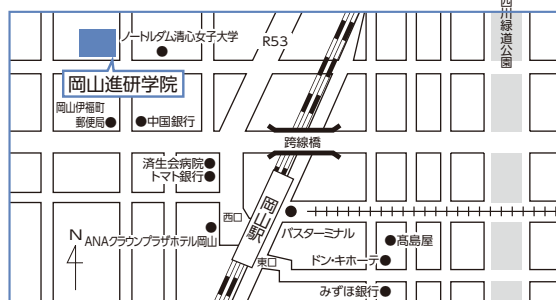 ノートルダム清心女子大学
R53
西川緑道公園
岡山進研学院
岡山伊福町
郵便局
中国銀行
跨線橋
済生会病院
トマト銀行
西口
岡山駅
バスターミナル
N
ANAクラウンプラザホテル岡山
髙島屋
東口
ドン・キホーテ
みずほ銀行